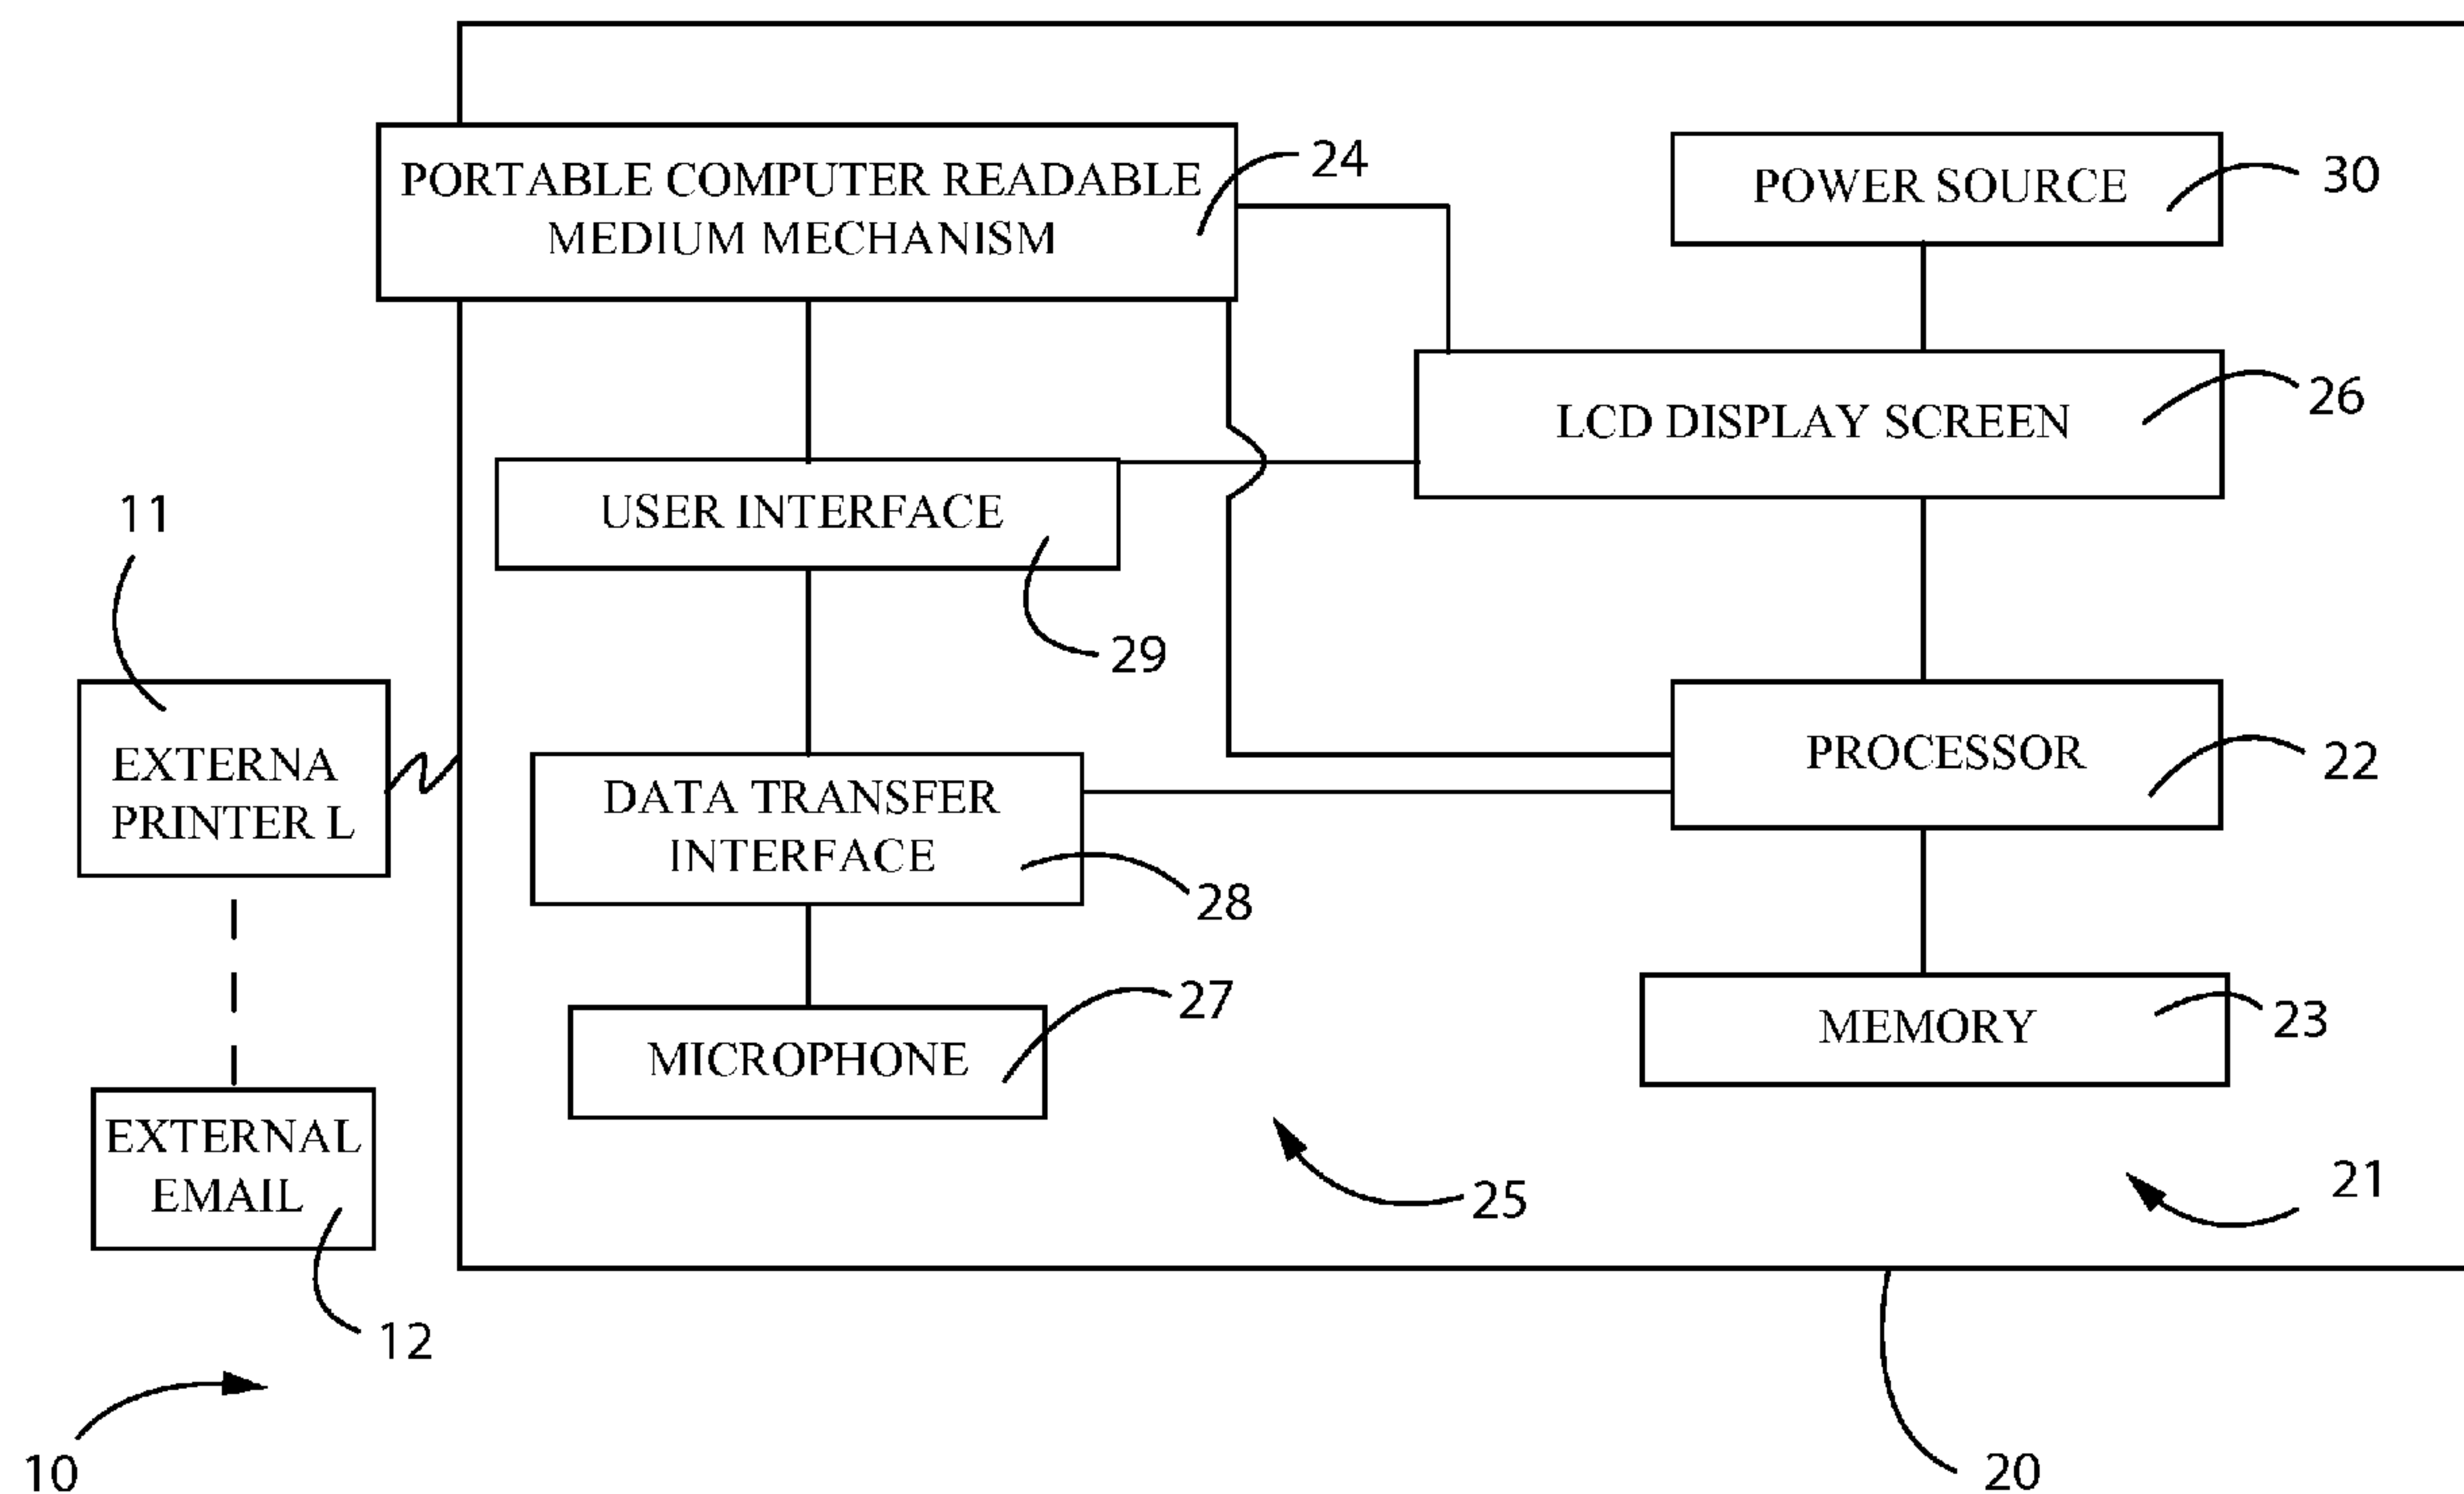 PORTABLE COMPUTER READABLE
MEDIUM MECHANISM
24
POWER SOURCE
30
LCD DISPLAY SCREEN
26
USER INTERFACE
29
11
EXTERNA
PRINTER L
DATA TRANSFER
INTERFACE
28
PROCESSOR
22
MICROPHONE
27
MEMORY
23
EXTERNAL
EMAIL
12
25
21
10
20